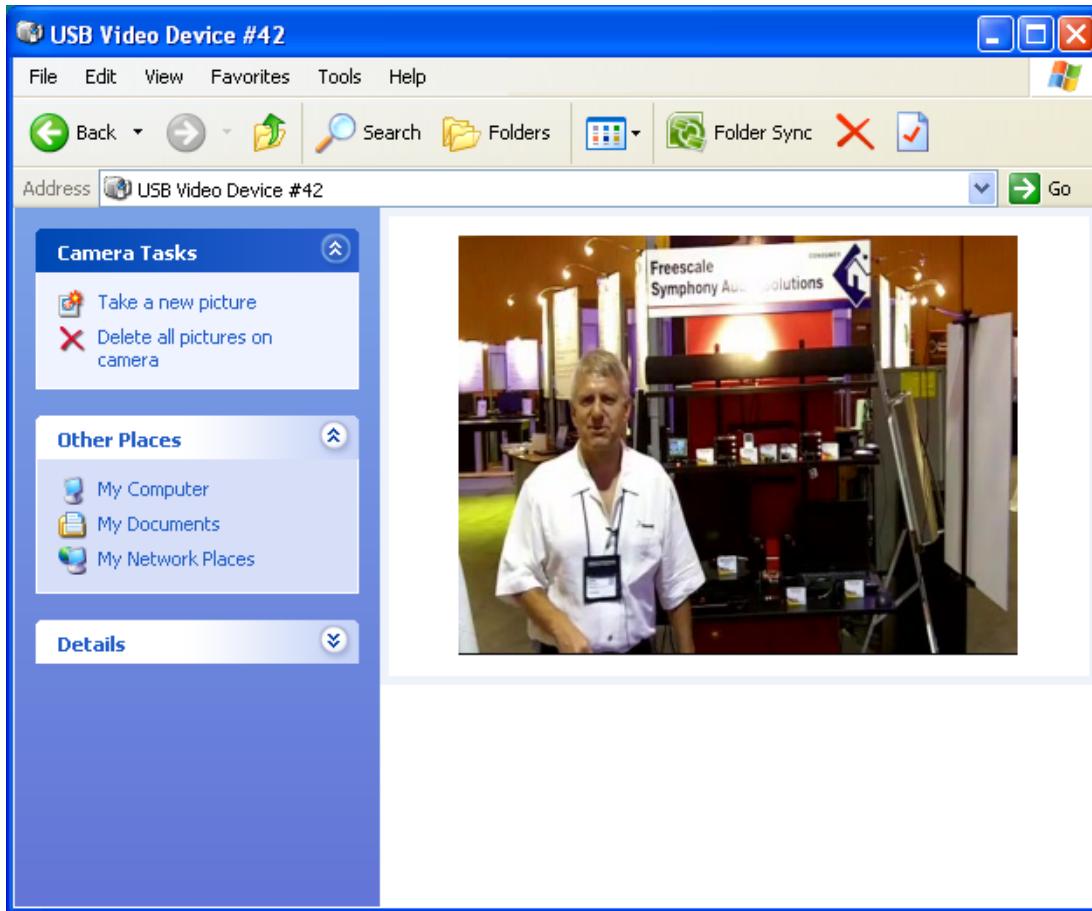 USB Video Device #42
File Edit View Favorites Tools Help
Back Search Folders Folder Sync
Address USB Video Device #42 Go
Camera Tasks
Take a new picture
Delete all pictures on
camera
Other Places
My Computer
My Documents
My Network Places
Details
CONSUMER
Freescale
Symphony